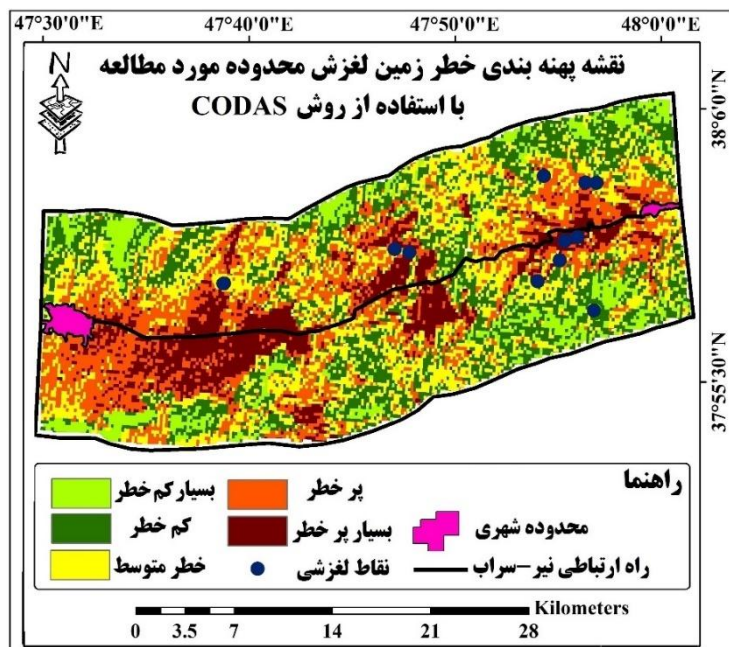 47°30'0"E 47°40'0"E 47°50'0"E 48°0'0"E
نقشه پهنه بندی خطر زمین لغزش محدوده مورد مطالعه
با استفاده از روش CODAS
N
38°6'0"N
37°55'30"N
راهنما
بسیار کم خطر
پر خطر
کم خطر
بسیار پر خطر
محدوده شهری
خطر متوسط
نقاط لغزشی
راه ارتباطی نیر-سراب
Kilometers
0 3.5 7 14 21 28